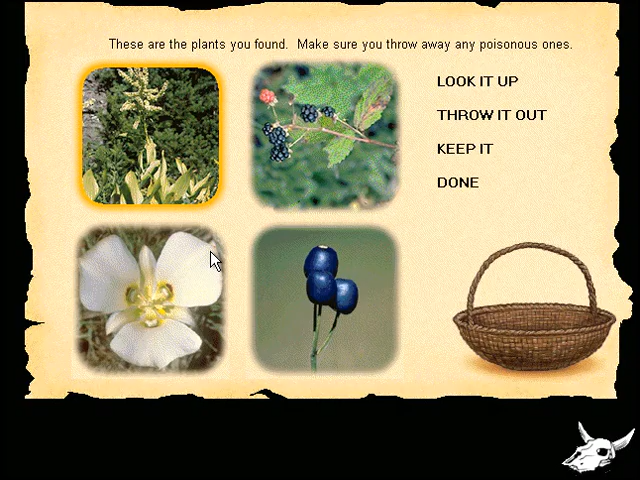 These are the plants you found.  Make sure you throw away any poisonous ones.
LOOK IT UP
THROW IT OUT
KEEP IT
DONE